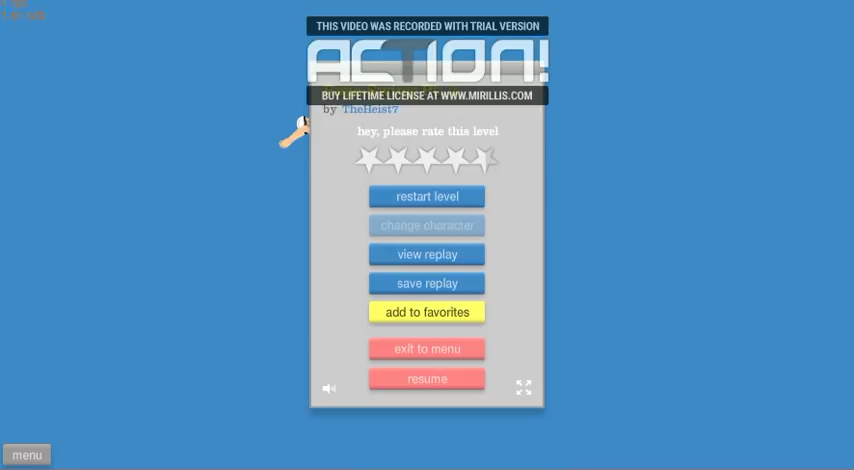 THIS VIDEO WAS RECORDED WITH TRIAL VERSION
ACTION!
BUY LIFETIME LICENSE AT WWW.MIRILLIS.COM
by TheHeist7
hey, please rate this level
restart level
change character
view replay
save replay
add to favorites
exit to menu
resume
menu